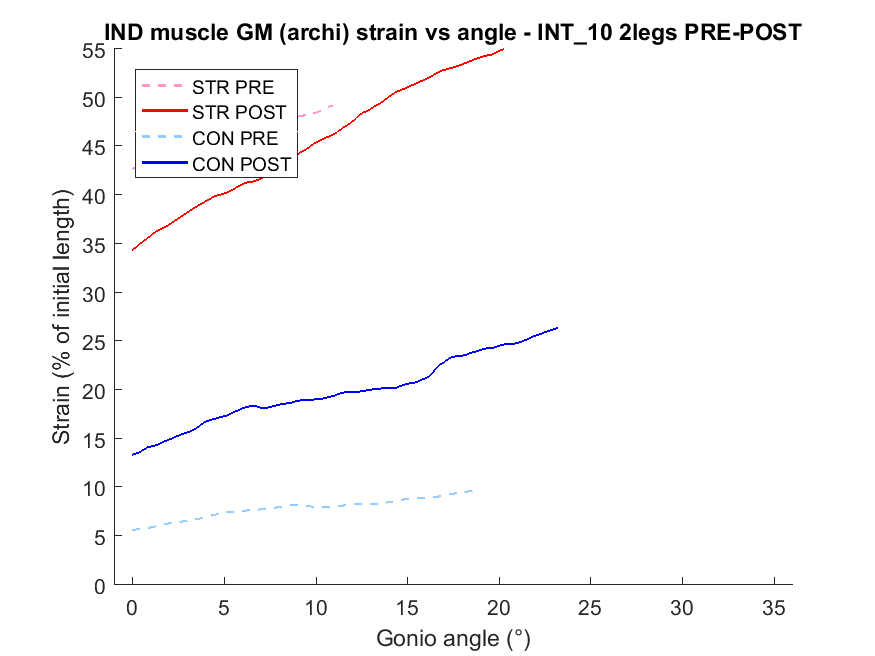 IND muscle GM (archi) strain vs angle - INT_10 2legs PRE-POST
55
50
45
40
35
30
25
20
15
10
5
0
Strain (% of initial length)
STR PRE
STR POST
CON PRE
CON POST
0 5 10 15 20 25 30 35
Gonio angle (°)